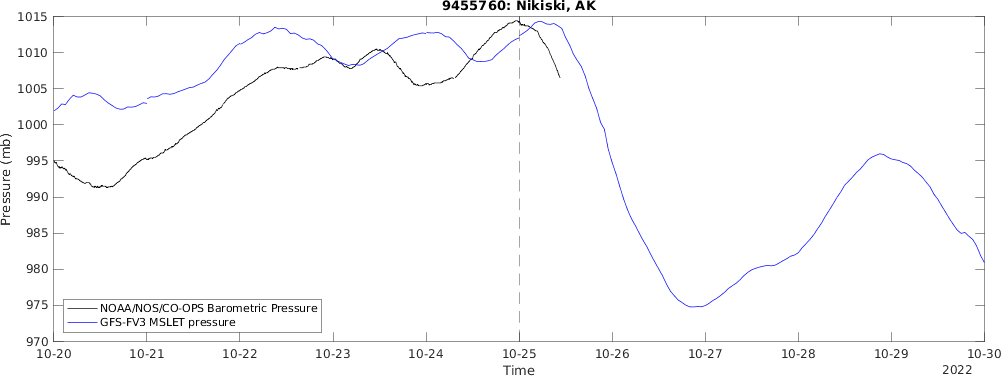 9455760: Nikiski, AK
1015
1010
1005
1000
995
990
985
980
975
970
Pressure (mb)
NOAA/NOS/CO-OPS Barometric Pressure
GFS-FV3 MSLET pressure
10-20 10-21 10-22 10-23 10-24 10-25 10-26 10-27 10-28 10-29 10-30
Time
2022